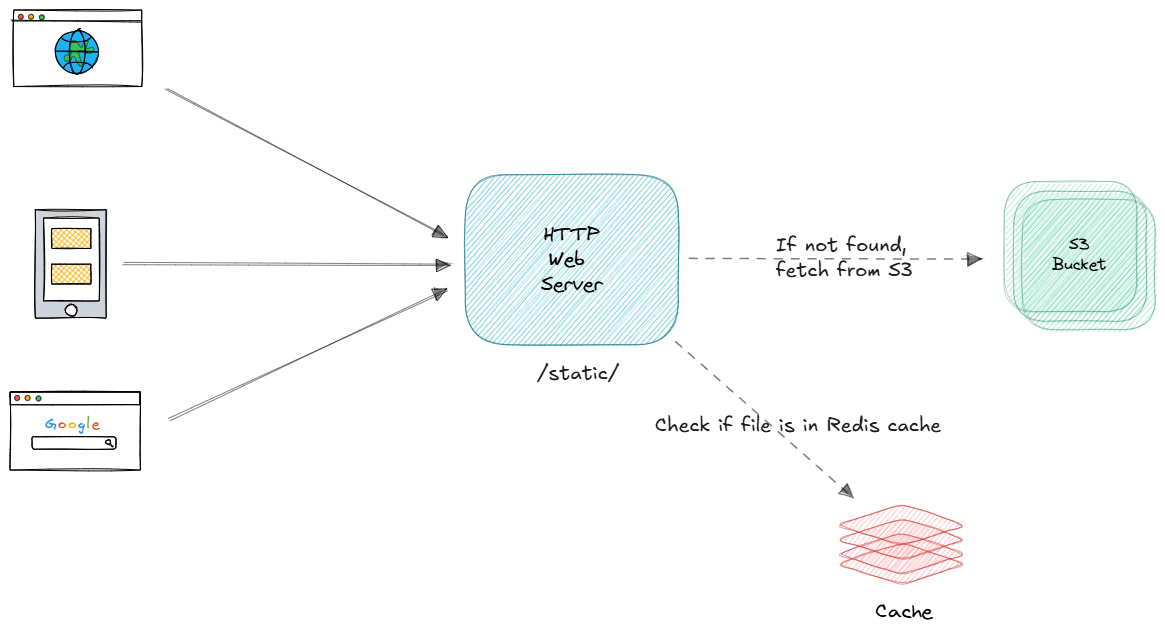 HTTP
Web
Server
/static/
If not found,
fetch from S3
S3
Bucket
Check if file is in Redis cache
Cache
Google